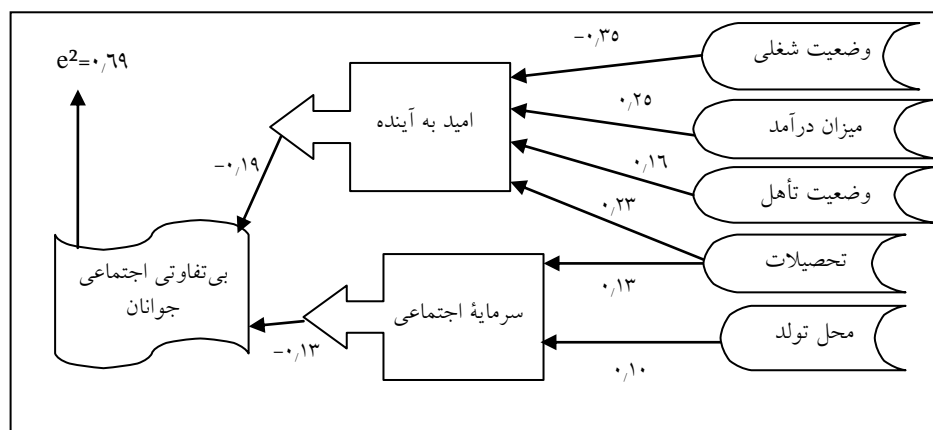 وضعیت شغلی
-۰٫۳۵
e²=۰٫۶۹
میزان درآمد
۰٫۲۵
امید به آینده
وضعیت تأهل
۰٫۱۶
-۰٫۱۹
۰٫۲۳
تحصیلات
۰٫۱۳
بی‌تفاوتی اجتماعی
جوانان
سرمایهٔ اجتماعی
محل تولد
-۰٫۱۳
۰٫۱۰